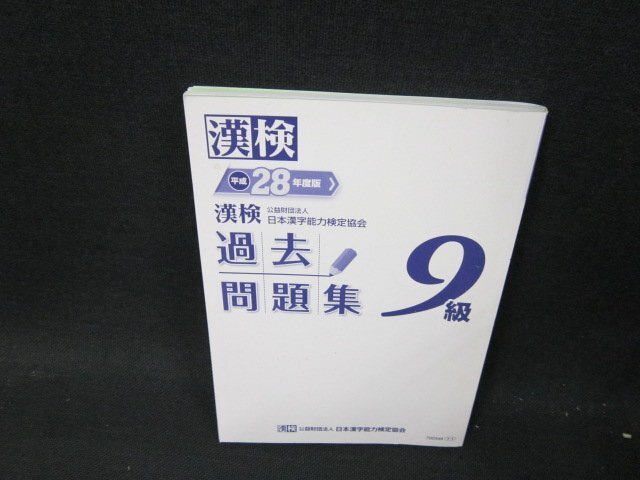 漢検
平成28年度版
漢検 公益財団法人 日本漢字能力検定協会
過去
問題集
9級
漢検 公益財団法人 日本漢字能力検定協会